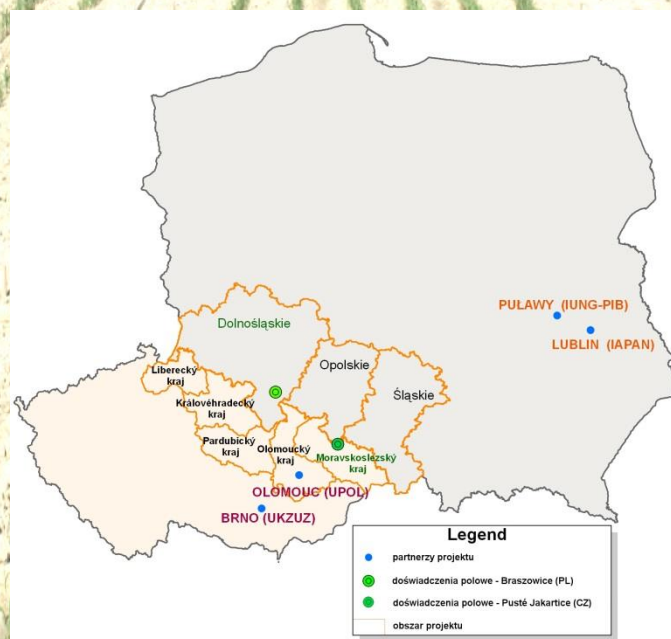 PUŁAWY (IUNG-PIB)
LUBLIN (IAPAN)
Dolnośląskie
Opolskie
Śląskie
Liberecký
kraj
Královéhradecký
kraj
Pardubický
kraj
Olomoucký
kraj
Moravskoslezský
kraj
OLOMOUC (UPOL)
BRNO (UKZUZ)
Legend
partnerzy projektu
doświadczenia polowe - Braszowice (PL)
doświadczenia polowe - Pusté Jakartice (CZ)
obszar projektu